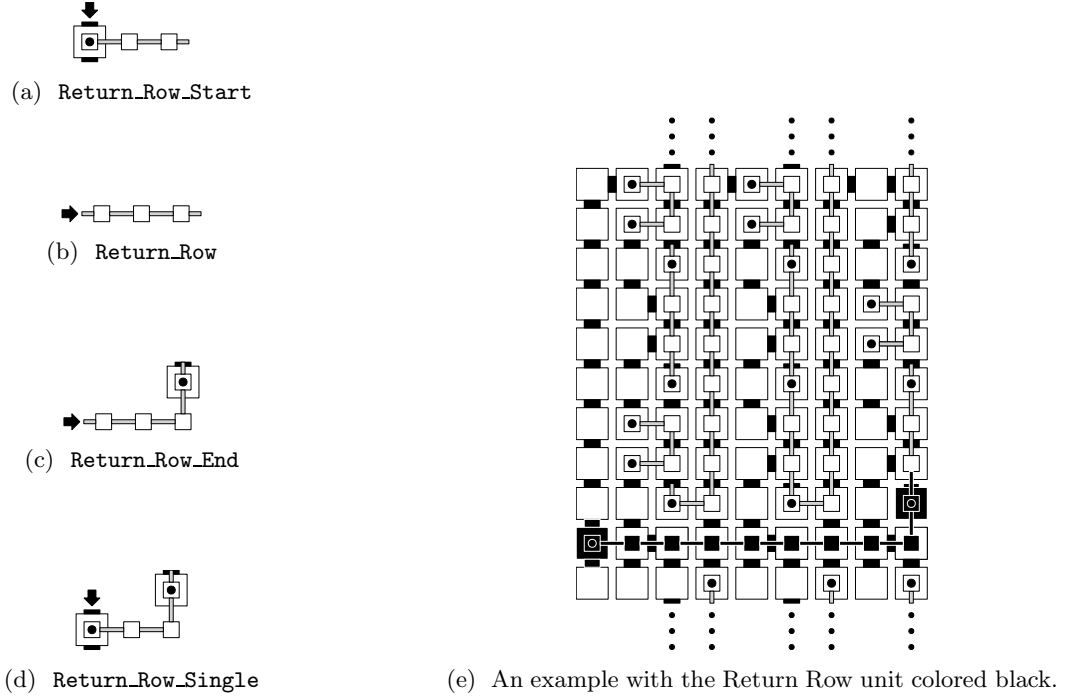 (a) Return_Row_Start
(b) Return_Row
(c) Return_Row_End
(d) Return_Row_Single
(e) An example with the Return Row unit colored black.